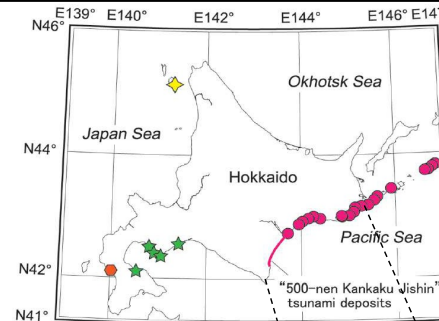 E139° E140° E142° E144° E146° E147
N46°
Okhotsk Sea
Japan Sea
N44°
Hokkaido
Pacific Sea
N42°
"500-nen Kankaku Jishin"
tsunami deposits
N41°